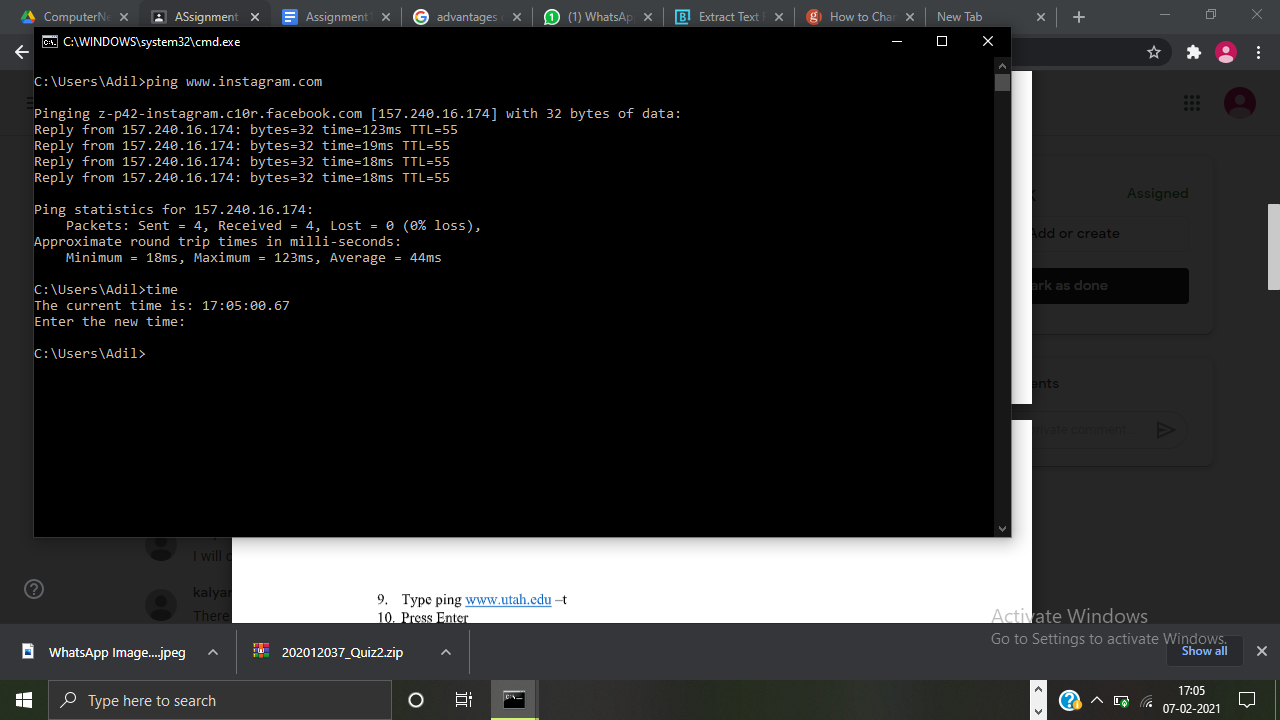 ComputerNe
ASsignment
Assignment
advantages
(1) WhatsAp
Extract Text
How to Cha
New Tab
C:\WINDOWS\system32\cmd.exe
C:\Users\Adil>ping www.instagram.com
Pinging z-p42-instagram.c10r.facebook.com [157.240.16.174] with 32 bytes of data:
Reply from 157.240.16.174: bytes=32 time=123ms TTL=55
Reply from 157.240.16.174: bytes=32 time=19ms TTL=55
Reply from 157.240.16.174: bytes=32 time=18ms TTL=55
Reply from 157.240.16.174: bytes=32 time=18ms TTL=55
Ping statistics for 157.240.16.174:
Packets: Sent = 4, Received = 4, Lost = 0 (0% loss),
Approximate round trip times in milli-seconds:
Minimum = 18ms, Maximum = 123ms, Average = 44ms
C:\Users\Adil>time
The current time is: 17:05:00.67
Enter the new time:
C:\Users\Adil>
Assigned
Add or create
ark as done
ents
ivate comment...
I will c
kalyar
There
9. Type ping www.utah.edu –t
10. Press Enter
Activate Windows
Go to Settings to activate Windows.
WhatsApp Image....jpeg
202012037_Quiz2.zip
Show all
Type here to search
17:05
07-02-2021